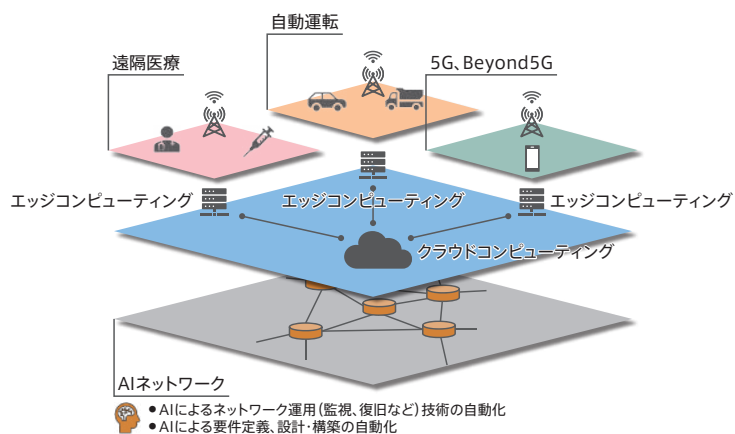 自動運転
遠隔医療
5G、Beyond5G
エッジコンピューティング
エッジコンピューティング
エッジコンピューティング
クラウドコンピューティング
AIネットワーク
●AIによるネットワーク運用(監視、復旧など)技術の自動化
●AIによる要件定義、設計・構築の自動化